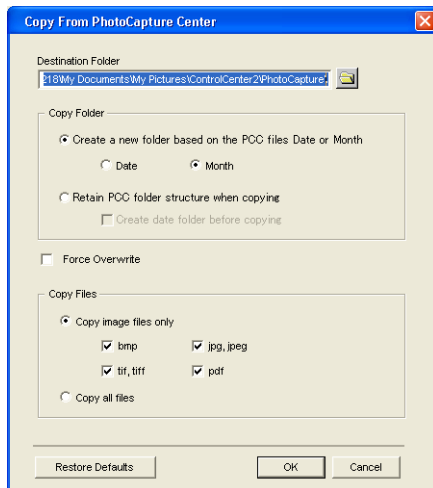 Copy From PhotoCapture Center
Destination Folder
218\My Documents\My Pictures\ControlCenter2\PhotoCapture\
Copy Folder
Create a new folder based on the PCC files Date or Month
Date Month
Retain PCC folder structure when copying
Create date folder before copying
Force Overwrite
Copy Files
Copy image files only
bmp jpg, jpeg
tif, tiff pdf
Copy all files
Restore Defaults OK Cancel